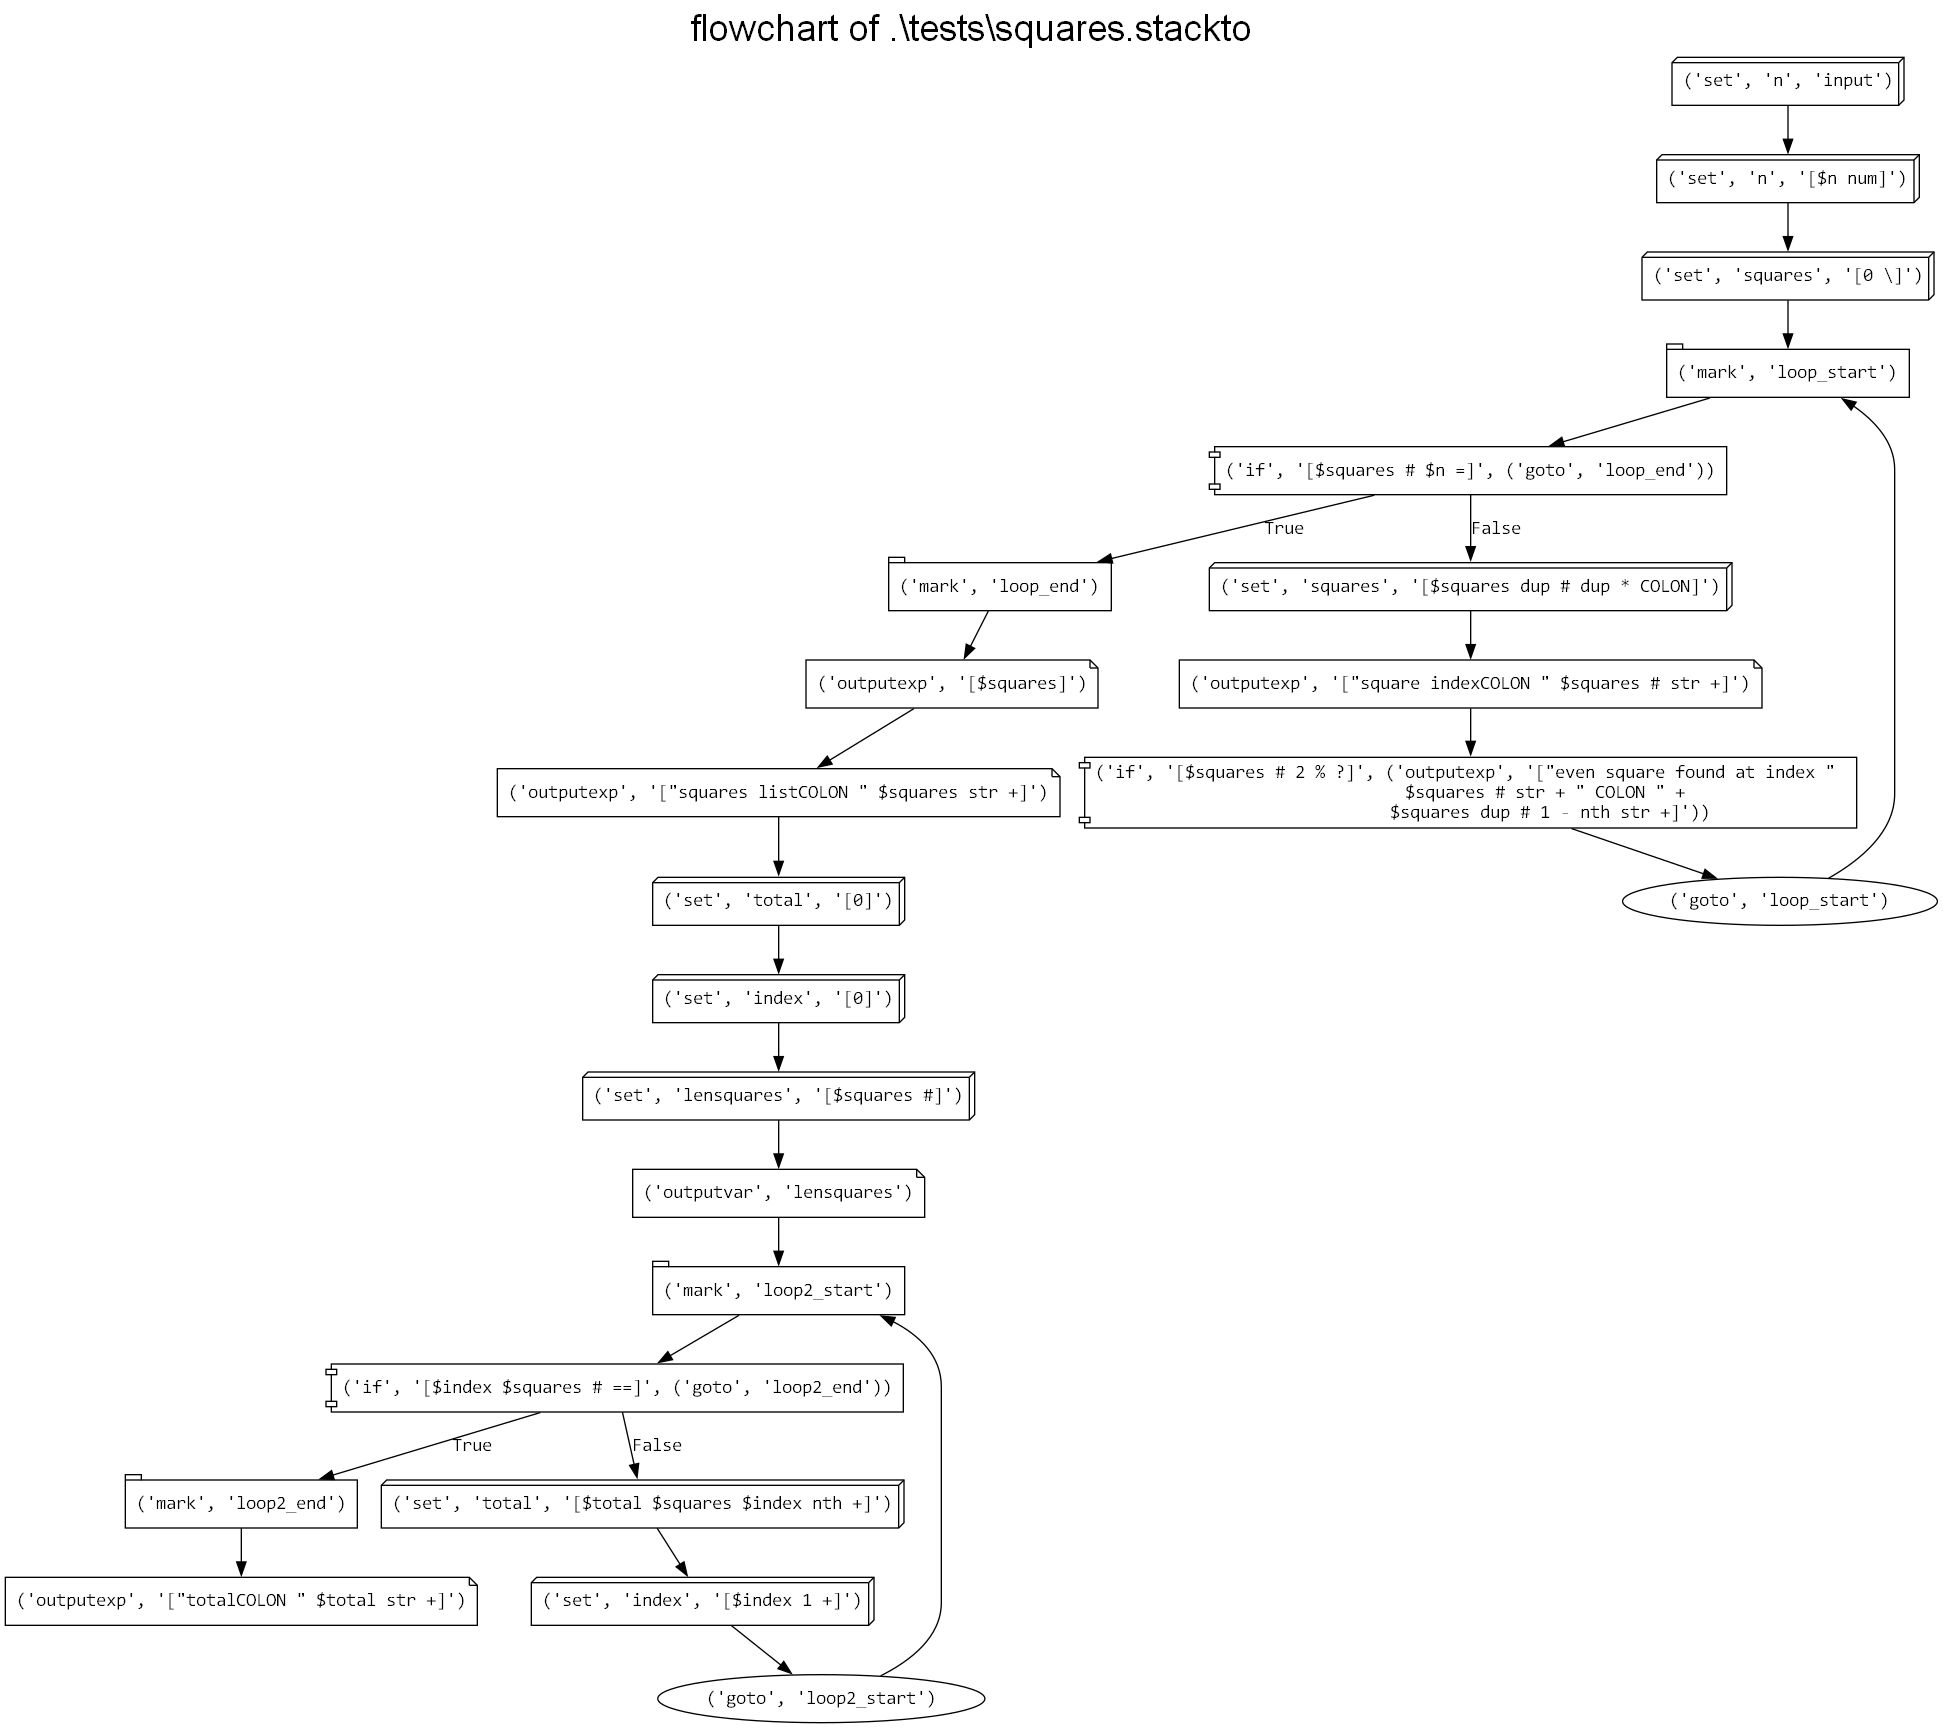 flowchart of .\tests\squares.stackto
('set', 'n', 'input')
('set', 'n', '[$n num]')
('set', 'squares', '[0 \]')
('mark', 'loop_start')
('if', '[$squares # $n =]', ('goto', 'loop_end'))
True
False
('mark', 'loop_end')
('set', 'squares', '[$squares dup # dup * COLON]')
('outputexp', '[$squares]')
('outputexp', '["square indexCOLON " $squares # str +]')
('outputexp', '["squares listCOLON " $squares str +]')
('if', '[$squares # 2 % ?]', ('outputexp', '["even square found at index "
$squares # str + " COLON " +
$squares dup # 1 - nth str +]'))
('set', 'total', '[0]')
('goto', 'loop_start')
('set', 'index', '[0]')
('set', 'lensquares', '[$squares #]')
('outputvar', 'lensquares')
('mark', 'loop2_start')
('if', '[$index $squares # ==]', ('goto', 'loop2_end'))
True
False
('mark', 'loop2_end')
('set', 'total', '[$total $squares $index nth +]')
('outputexp', '["totalCOLON " $total str +]')
('set', 'index', '[$index 1 +]')
('goto', 'loop2_start')